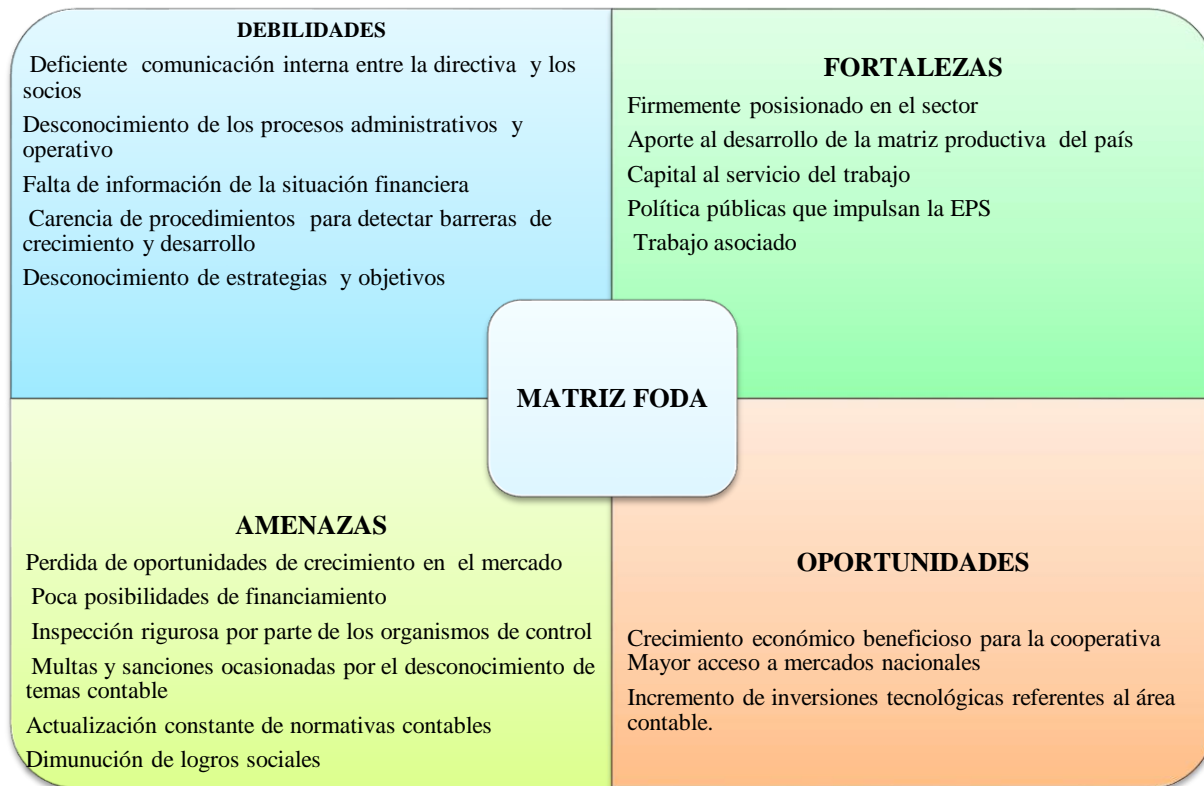 DEBILIDADES
Deficiente comunicación interna entre la directiva y los
socios
Desconocimiento de los procesos administrativos y
operativo
Falta de información de la situación financiera
Carencia de procedimientos para detectar barreras de
crecimiento y desarrollo
Desconocimiento de estrategias y objetivos
FORTALEZAS
Firmemente posisionado en el sector
Aporte al desarrollo de la matriz productiva del país
Capital al servicio del trabajo
Política públicas que impulsan la EPS
Trabajo asociado
MATRIZ FODA
AMENAZAS
Perdida de oportunidades de crecimiento en el mercado
Poca posibilidades de financiamiento
Inspección rigurosa por parte de los organismos de control
Multas y sanciones ocasionadas por el desconocimiento de
temas contable
Actualización constante de normativas contables
Dimunución de logros sociales
OPORTUNIDADES
Crecimiento económico beneficioso para la cooperativa
Mayor acceso a mercados nacionales
Incremento de inversiones tecnológicas referentes al área
contable.